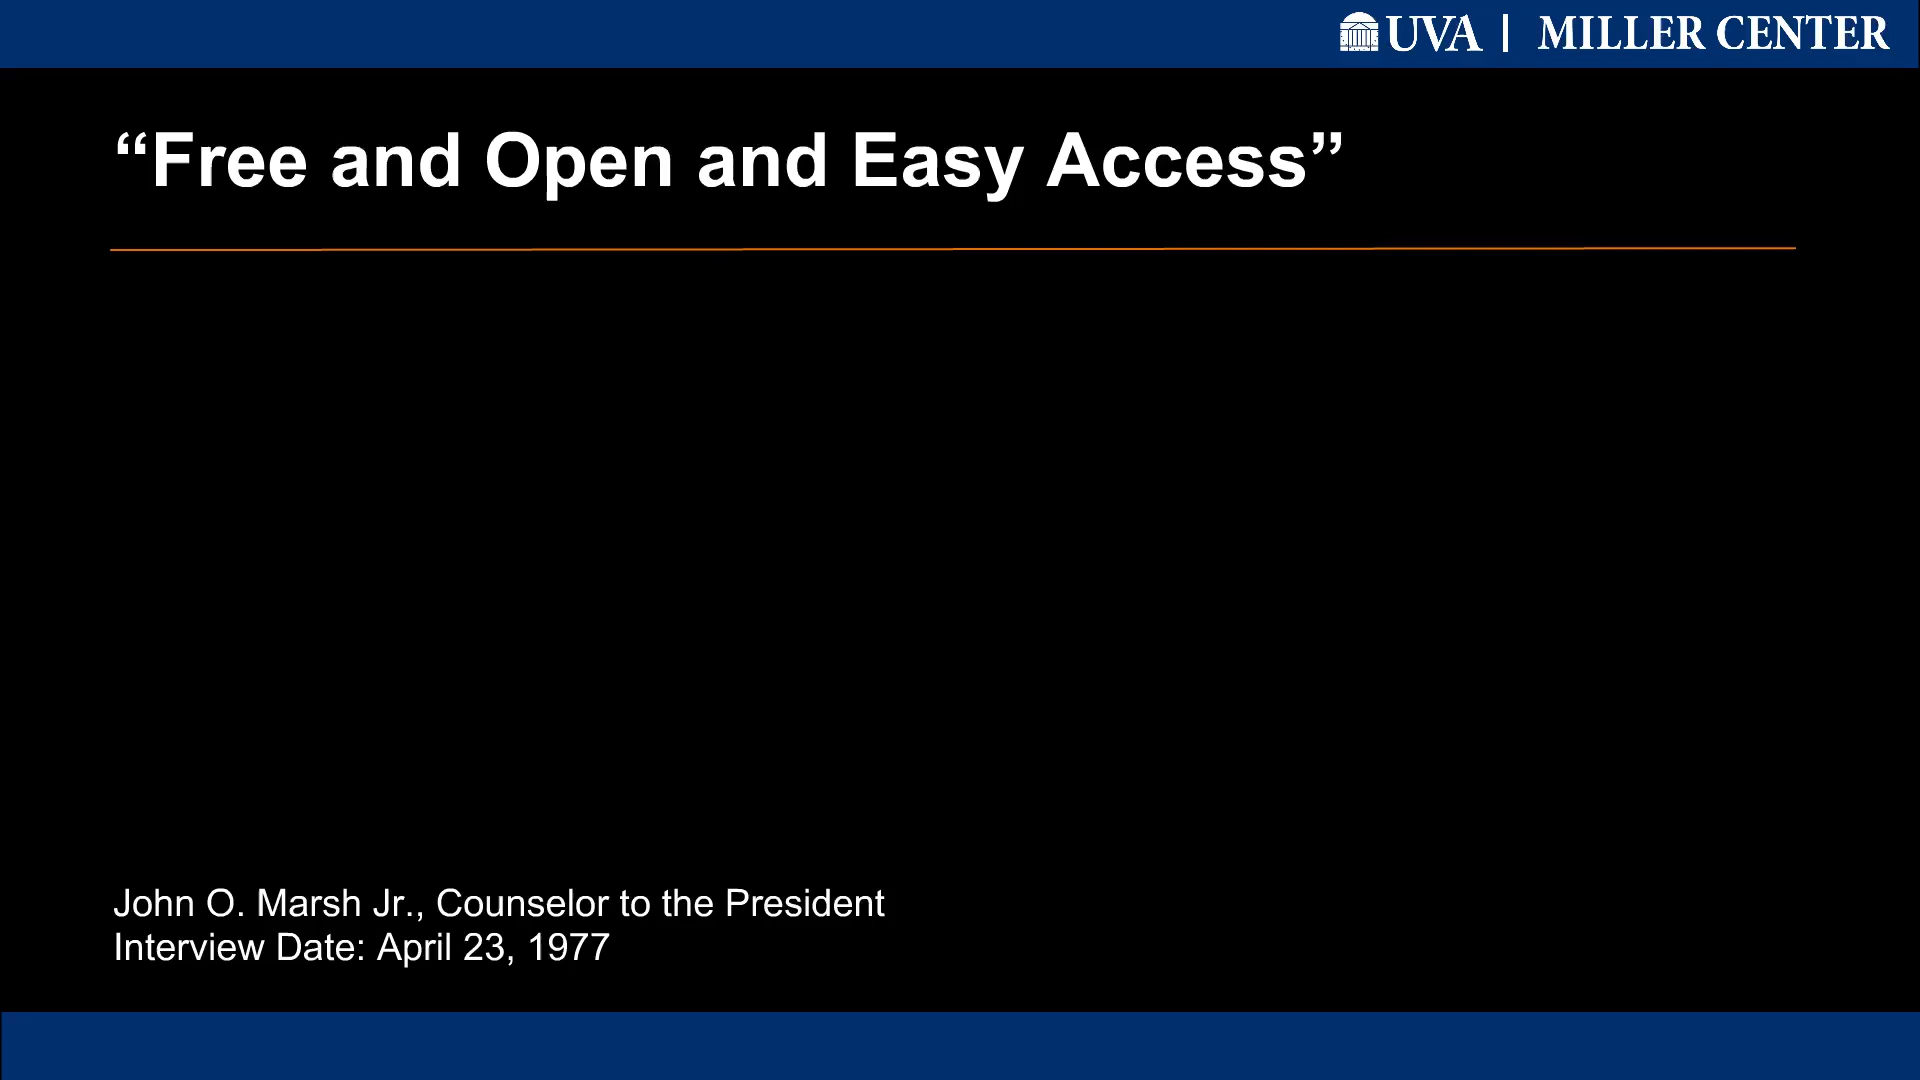 UVA | MILLER CENTER
“Free and Open and Easy Access”
John O. Marsh Jr., Counselor to the President
Interview Date: April 23, 1977